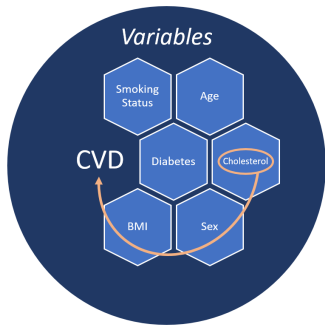 Variables
Smoking
Status
Age
CVD
Diabetes
Cholesterol
BMI
Sex